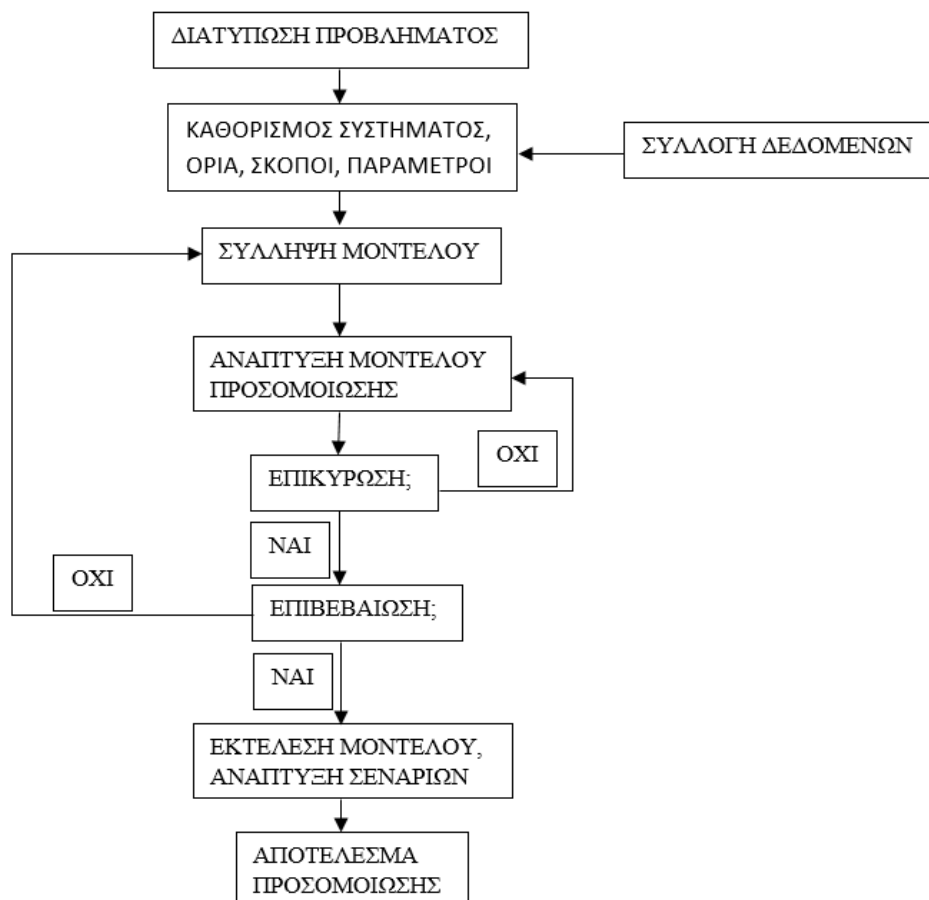 ΔΙΑΤΥΠΩΣΗ ΠΡΟΒΛΗΜΑΤΟΣ
ΚΑΘΟΡΙΣΜΟΣ ΣΥΣΤΗΜΑΤΟΣ,
ΟΡΙΑ, ΣΚΟΠΟΙ, ΠΑΡΑΜΕΤΡΟΙ
ΣΥΛΛΟΓΗ ΔΕΔΟΜΕΝΩΝ
ΣΥΛΛΗΨΗ ΜΟΝΤΕΛΟΥ
ΑΝΑΠΤΥΞΗ ΜΟΝΤΕΛΟΥ
ΠΡΟΣΟΜΟΙΩΣΗΣ
ΟΧΙ
ΕΠΙΚΥΡΩΣΗ;
ΝΑΙ
ΟΧΙ
ΕΠΙΒΕΒΑΙΩΣΗ;
ΝΑΙ
ΕΚΤΕΛΕΣΗ ΜΟΝΤΕΛΟΥ,
ΑΝΑΠΤΥΞΗ ΣΕΝΑΡΙΩΝ
ΑΠΟΤΕΛΕΣΜΑ
ΠΡΟΣΟΜΟΙΩΣΗΣ